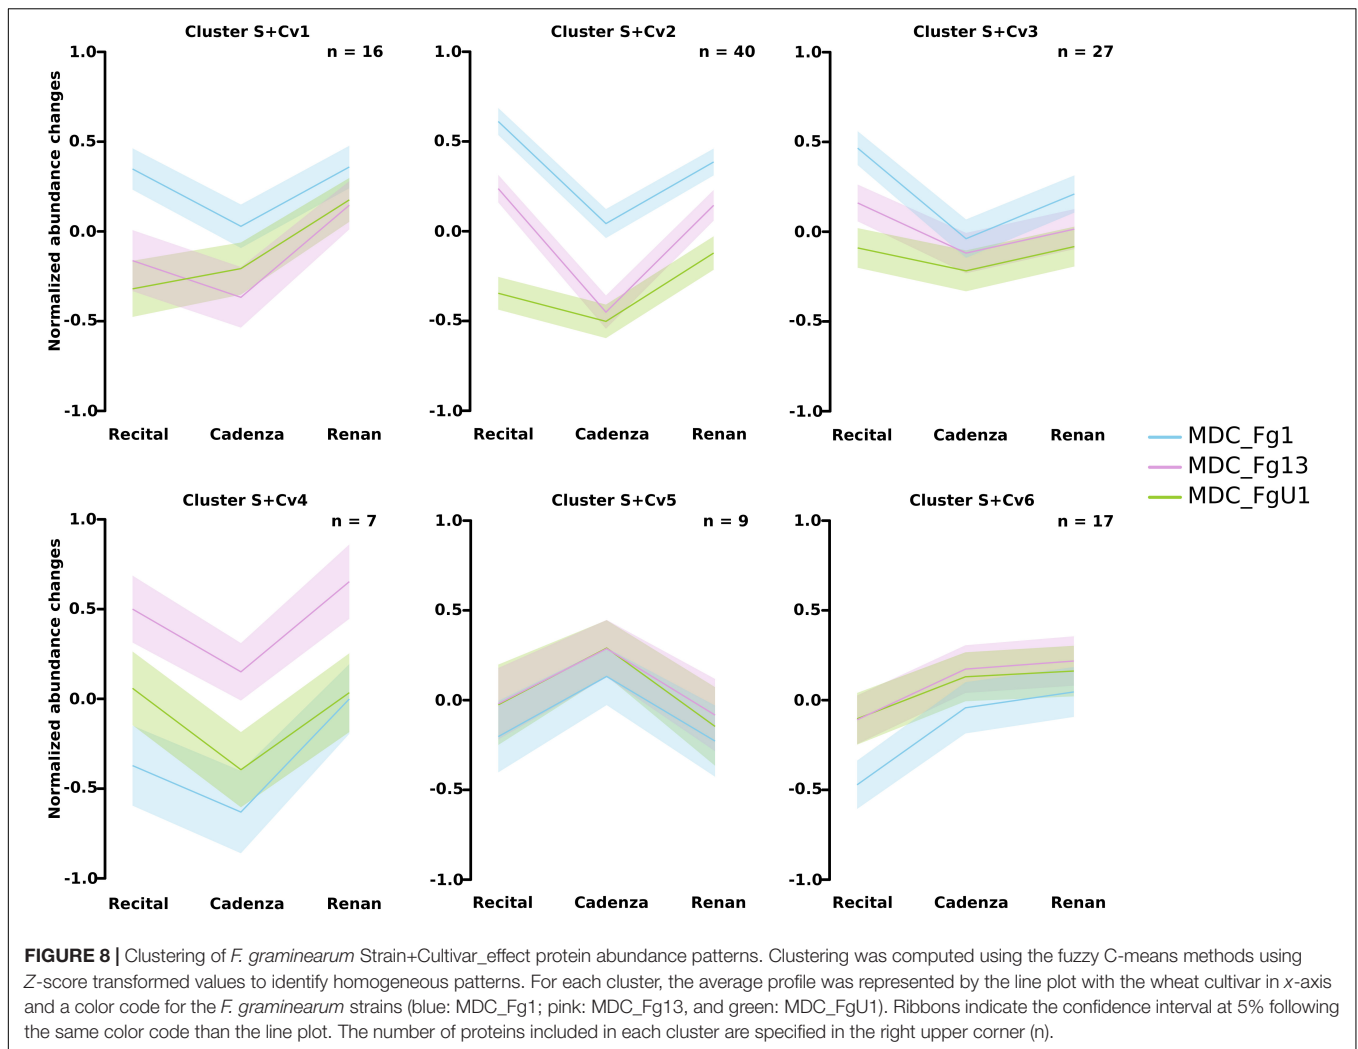 Cluster S+Cv1
n = 16
Normalized abundance changes
1.0
0.5
0.0
-0.5
-1.0
Recital Cadenza Renan
Cluster S+Cv2
n = 40
1.0
0.5
0.0
-0.5
-1.0
Recital Cadenza Renan
Cluster S+Cv3
n = 27
1.0
0.5
0.0
-0.5
-1.0
Recital Cadenza Renan
MDC_Fg1
MDC_Fg13
MDC_FgU1
Cluster S+Cv4
n = 7
Normalized abundance changes
1.0
0.5
0.0
-0.5
-1.0
Recital Cadenza Renan
Cluster S+Cv5
n = 9
1.0
0.5
0.0
-0.5
-1.0
Recital Cadenza Renan
Cluster S+Cv6
n = 17
1.0
0.5
0.0
-0.5
-1.0
Recital Cadenza Renan
FIGURE 8 | Clustering of F. graminearum Strain+Cultivar_effect protein abundance patterns. Clustering was computed using the fuzzy C-means methods using
Z-score transformed values to identify homogeneous patterns. For each cluster, the average profile was represented by the line plot with the wheat cultivar in x-axis
and a color code for the F. graminearum strains (blue: MDC_Fg1; pink: MDC_Fg13, and green: MDC_FgU1). Ribbons indicate the confidence interval at 5% following
the same color code than the line plot. The number of proteins included in each cluster are specified in the right upper corner (n).